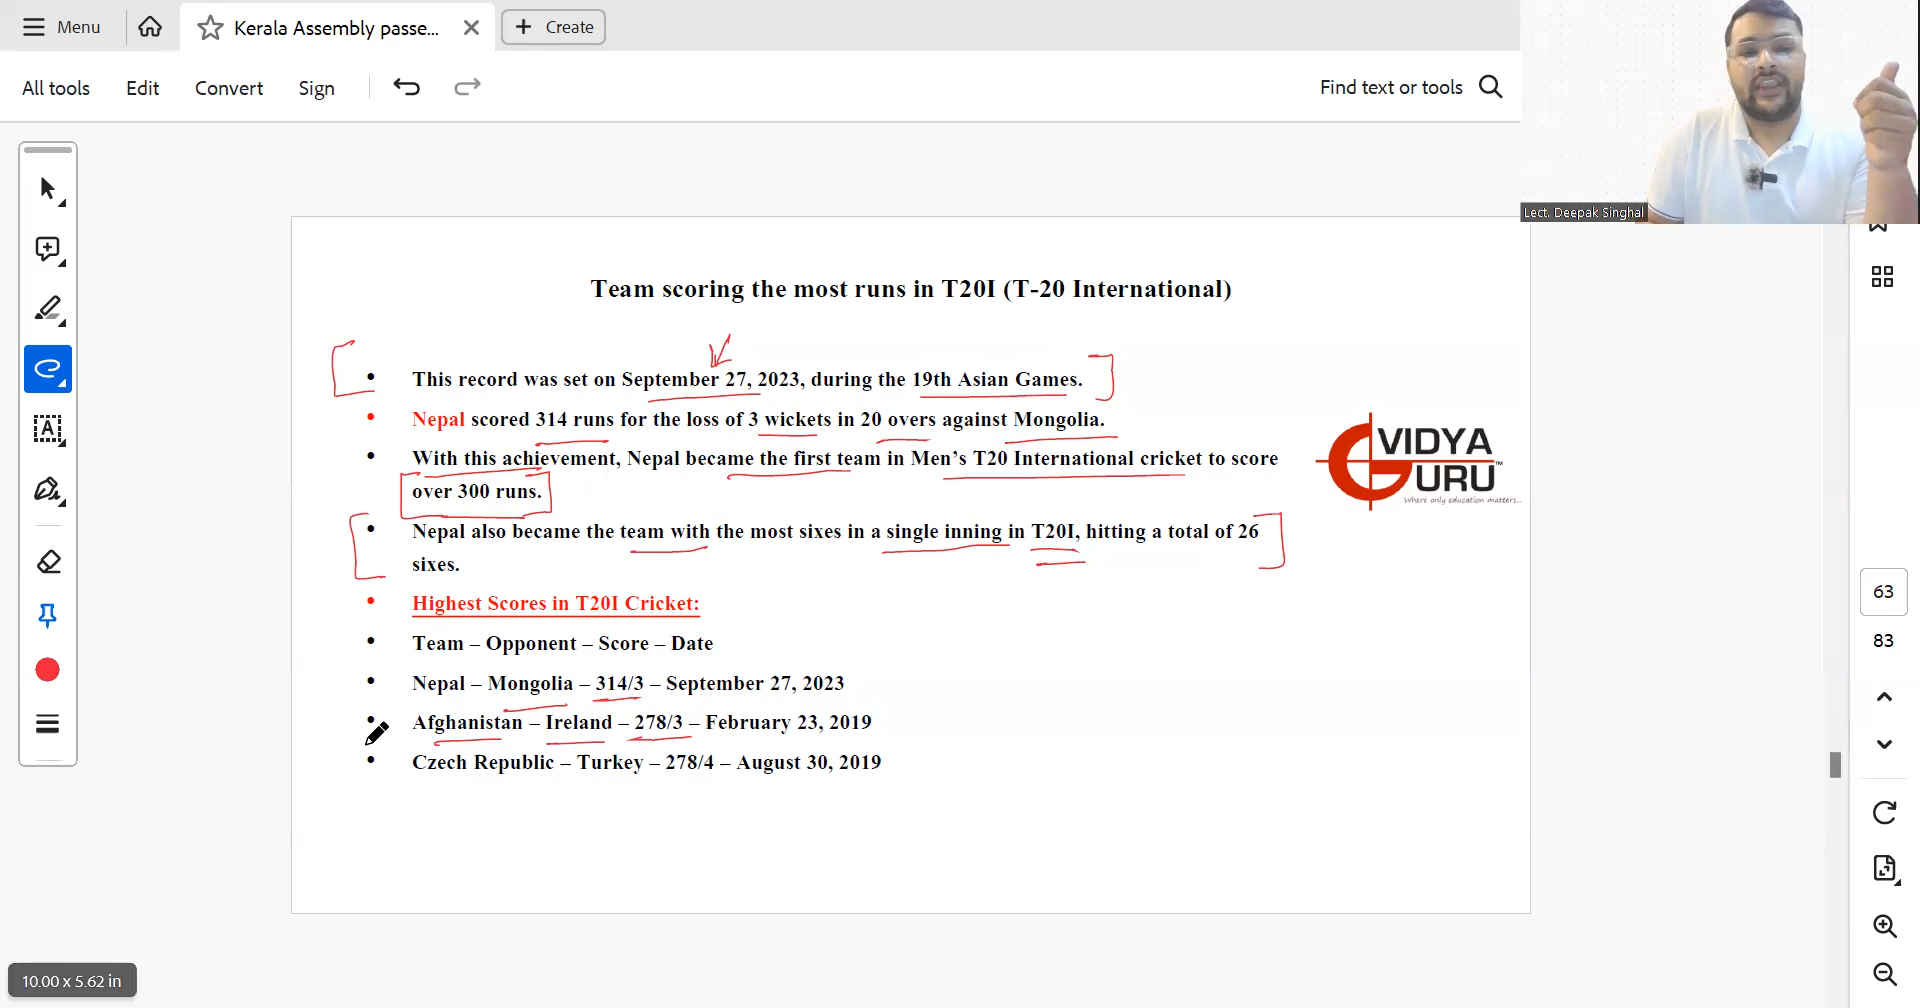 Menu
Kerala Assembly passe...
Create
All tools
Edit
Convert
Sign
Find text or tools
Lect. Deepak Singhal
Team scoring the most runs in T20I (T-20 International)
• This record was set on September 27, 2023, during the 19th Asian Games.
• Nepal scored 314 runs for the loss of 3 wickets in 20 overs against Mongolia.
• With this achievement, Nepal became the first team in Men’s T20 International cricket to score
over 300 runs.
• Nepal also became the team with the most sixes in a single inning in T20I, hitting a total of 26
sixes.
• Highest Scores in T20I Cricket:
• Team – Opponent – Score – Date
• Nepal – Mongolia – 314/3 – September 27, 2023
• Afghanistan – Ireland – 278/3 – February 23, 2019
• Czech Republic – Turkey – 278/4 – August 30, 2019
VIDYA
GURU™
Where only education matters..
63
83
10.00 x 5.62 in